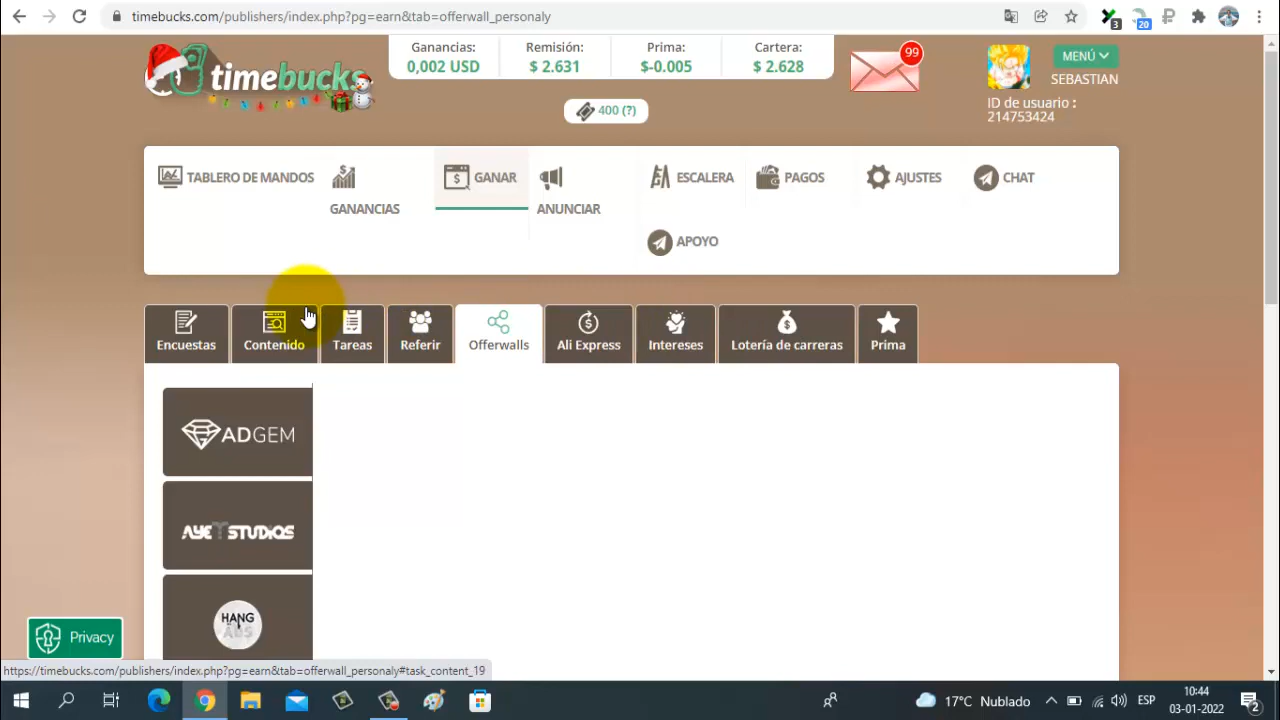 timebucks.com/publishers/index.php?pg=earn&tab=offerwall_personaly
3
20
timebucks
Ganancias:
0,002 USD
Remisión:
$ 2.631
Prima:
$-0.005
Cartera:
$ 2.628
400 (?)
99
MENÚ
SEBASTIAN
ID de usuario :
214753424
TABLERO DE MANDOS
GANANCIAS
GANAR
ANUNCIAR
ESCALERA
PAGOS
AJUSTES
CHAT
APOYO
Encuestas
Contenido
Tareas
Referir
Offerwalls
Ali Express
Intereses
Lotería de carreras
Prima
ADGEM
AYET STUDIOS
HANG
ADS
Privacy
https://timebucks.com/publishers/index.php?pg=earn&tab=offerwall_personaly#task_content_19
17°C Nublado
ESP
10:44
03-01-2022
2